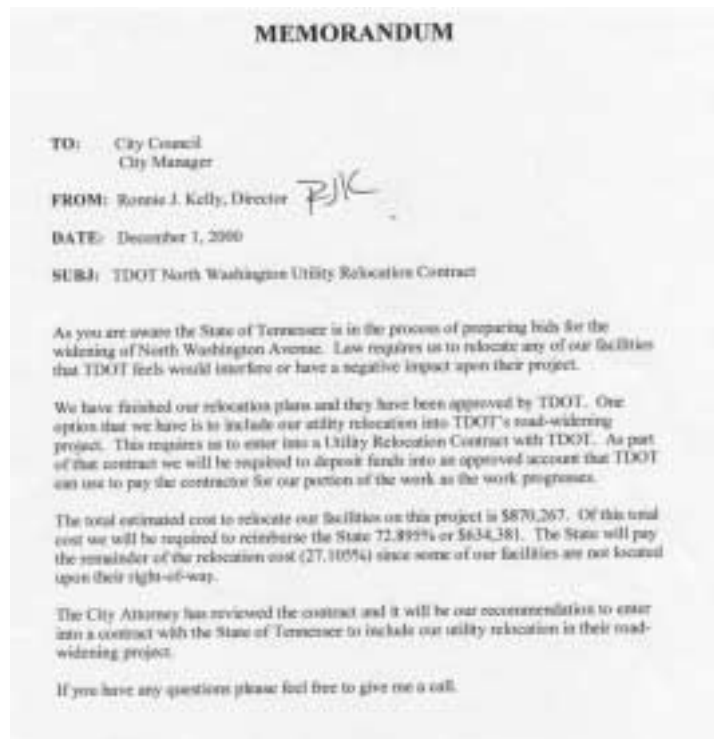 MEMORANDUM
TO: City Council
City Manager
FROM: Ronnie J. Kelly, Director RJK
DATE: December 1, 2000
SUBJ: TDOT North Washington Utility Relocation Contract
As you are aware the State of Tennessee is in the process of preparing bids for the
widening of North Washington Avenue. Law requires us to relocate any of our facilities
that TDOT feels would interfere or have a negative impact upon their project.
We have finished our relocation plans and they have been approved by TDOT. One
option that we have is to include our utility relocation into TDOT's road-widening
project. This requires us to enter into a Utility Relocation Contract with TDOT. As part
of that contract we will be required to deposit funds into an approved account that TDOT
can use to pay the contractor for our portion of the work as the work progresses.
The total estimated cost to relocate our facilities on this project is $870,267. Of this total
cost we will be required to reimburse the State 72.895% or $634,381. The State will pay
the remainder of the relocation cost (27.105%) since some of our facilities are not located
upon their right-of-way.
The City Attorney has reviewed the contract and it will be our recommendation to enter
into a contract with the State of Tennessee to include our utility relocation in their road-
widening project.
If you have any questions please feel free to give me a call.